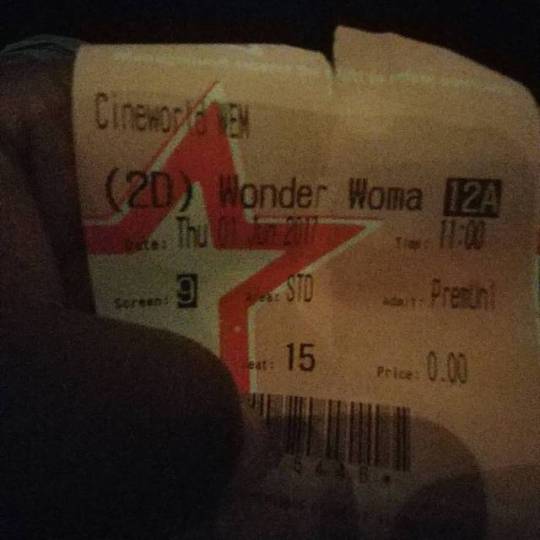 Cineworld WEM
(2D) Wonder Woma 12A
Date: Thu 01 Jun 2017 Time: 11:00
Screen: 9 Area: STD Admit: PremUnl
Seat: 15 Price: 0.00